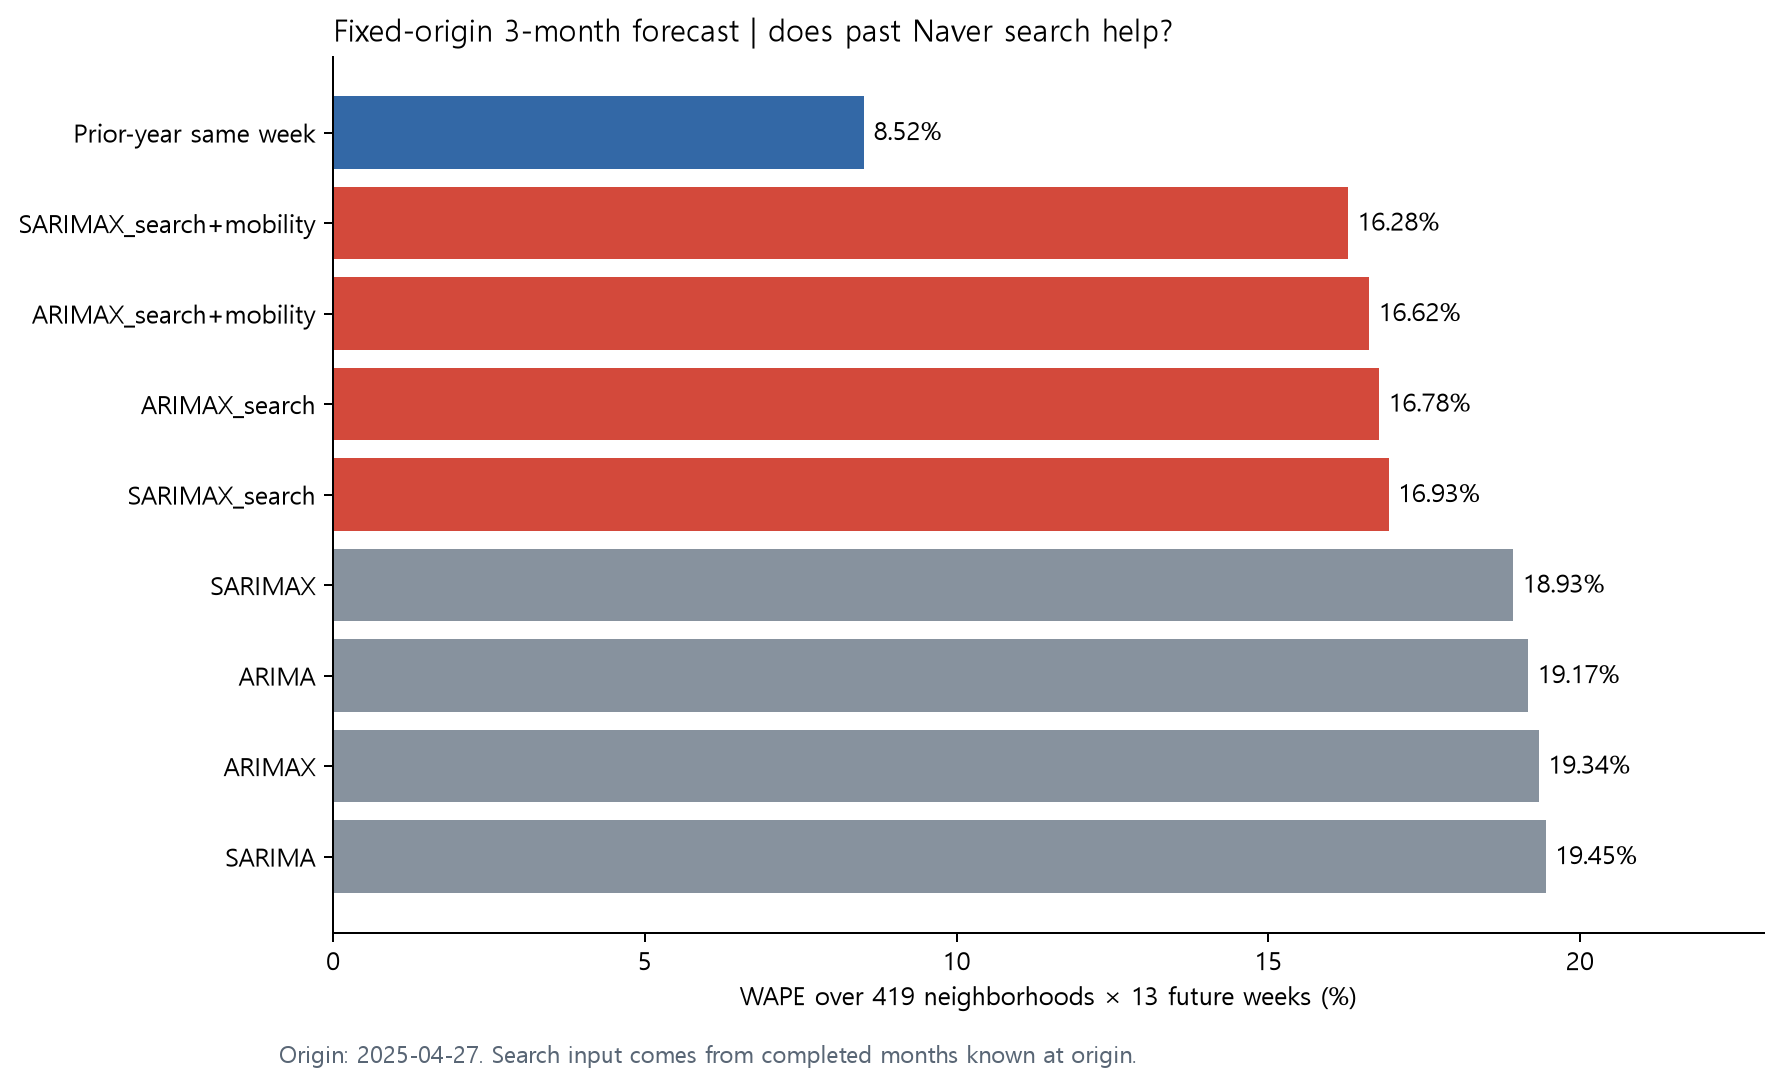 Fixed-origin 3-month forecast | does past Naver search help?
Prior-year same week
8.52%
SARIMAX_search+mobility
16.28%
ARIMAX_search+mobility
16.62%
ARIMAX_search
16.78%
SARIMAX_search
16.93%
SARIMAX
18.93%
ARIMA
19.17%
ARIMAX
19.34%
SARIMA
19.45%
0 5 10 15 20
WAPE over 419 neighborhoods × 13 future weeks (%)
Origin: 2025-04-27. Search input comes from completed months known at origin.